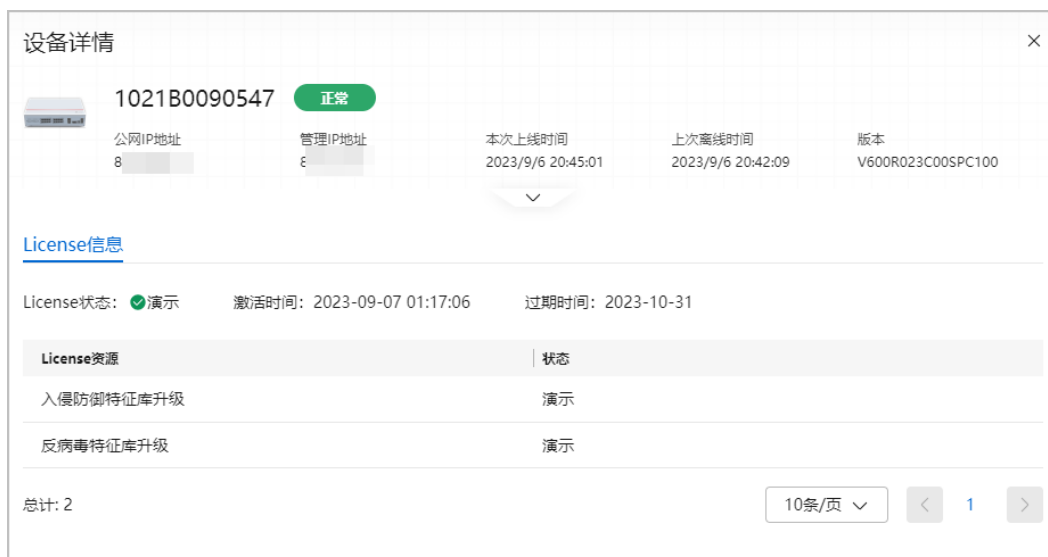 设备详情
1021B0090547 正常
公网IP地址 管理IP地址 本次上线时间 上次离线时间 版本
8 8 2023/9/6 20:45:01 2023/9/6 20:42:09 V600R023C00SPC100
License信息
License状态： 演示 激活时间：2023-09-07 01:17:06 过期时间：2023-10-31
License资源 状态
入侵防御特征库升级 演示
反病毒特征库升级 演示
总计: 2 10条/页 1